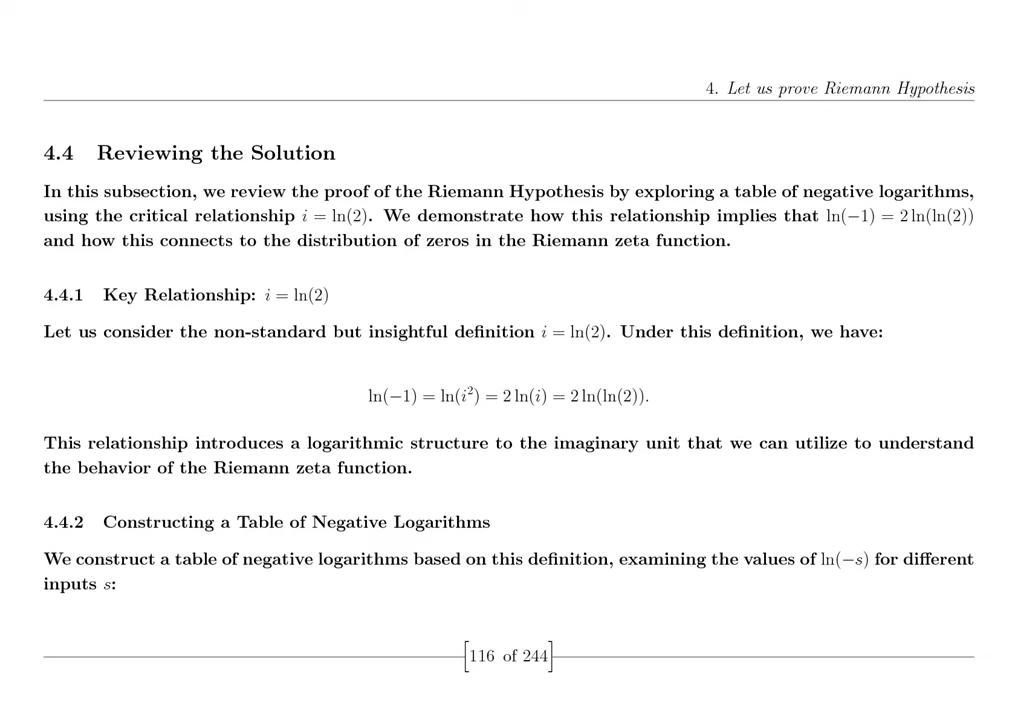 4. Let us prove Riemann Hypothesis
4.4 Reviewing the Solution
In this subsection, we review the proof of the Riemann Hypothesis by exploring a table of negative logarithms,
using the critical relationship i = ln(2). We demonstrate how this relationship implies that ln(−1) = 2 ln(ln(2))
and how this connects to the distribution of zeros in the Riemann zeta function.
4.4.1 Key Relationship: i = ln(2)
Let us consider the non-standard but insightful definition i = ln(2). Under this definition, we have:
ln(−1) = ln(i²) = 2 ln(i) = 2 ln(ln(2)).
This relationship introduces a logarithmic structure to the imaginary unit that we can utilize to understand
the behavior of the Riemann zeta function.
4.4.2 Constructing a Table of Negative Logarithms
We construct a table of negative logarithms based on this definition, examining the values of ln(−s) for different
inputs s:
[116 of 244]